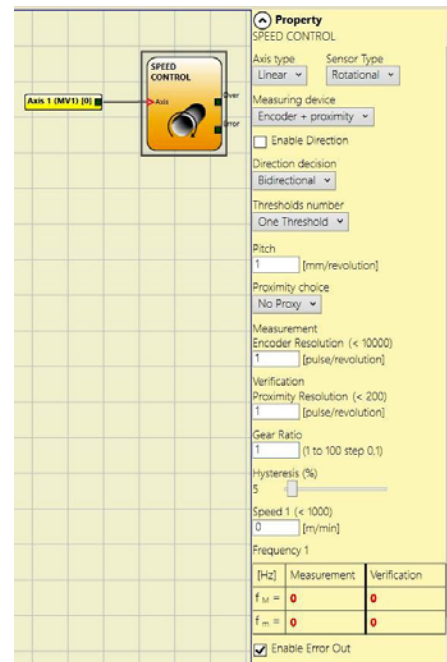 SPEED
CONTROL
Axis 1 (MV1) [0]
Axis
Over
Error
Property
SPEED CONTROL
Axis type Sensor Type
Linear Rotational
Measuring device
Encoder + proximity
Enable Direction
Direction decision
Bidirectional
Thresholds number
One Threshold
Pitch
1 [mm/revolution]
Proximity choice
No Proxy
Measurement
Encoder Resolution (< 10000)
1 [pulse/revolution]
Verification
Proximity Resolution (< 200)
1 [pulse/revolution]
Gear Ratio
1 (1 to 100 step 0,1)
Hysteresis (%)
5
Speed 1 (< 1000)
0 [m/min]
Frequency 1
[Hz] Measurement Verification
f M = 0 0
f m = 0 0
Enable Error Out